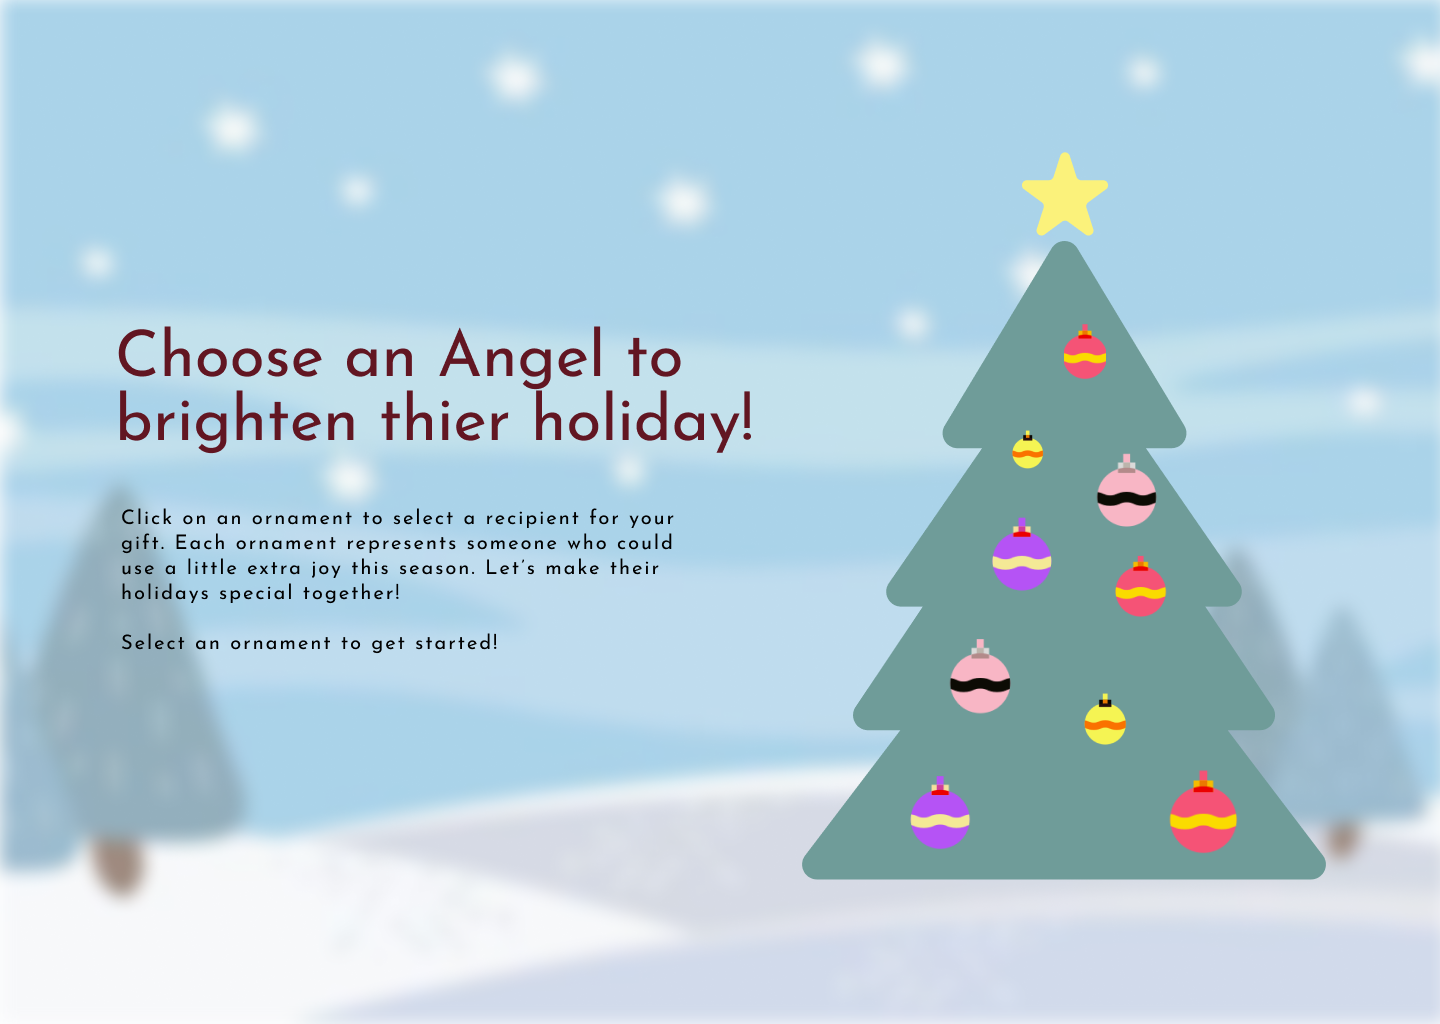 Choose an Angel to
brighten thier holiday!
Click on an ornament to select a recipient for your
gift. Each ornament represents someone who could
use a little extra joy this season. Let's make their
holidays special together!
Select an ornament to get started!